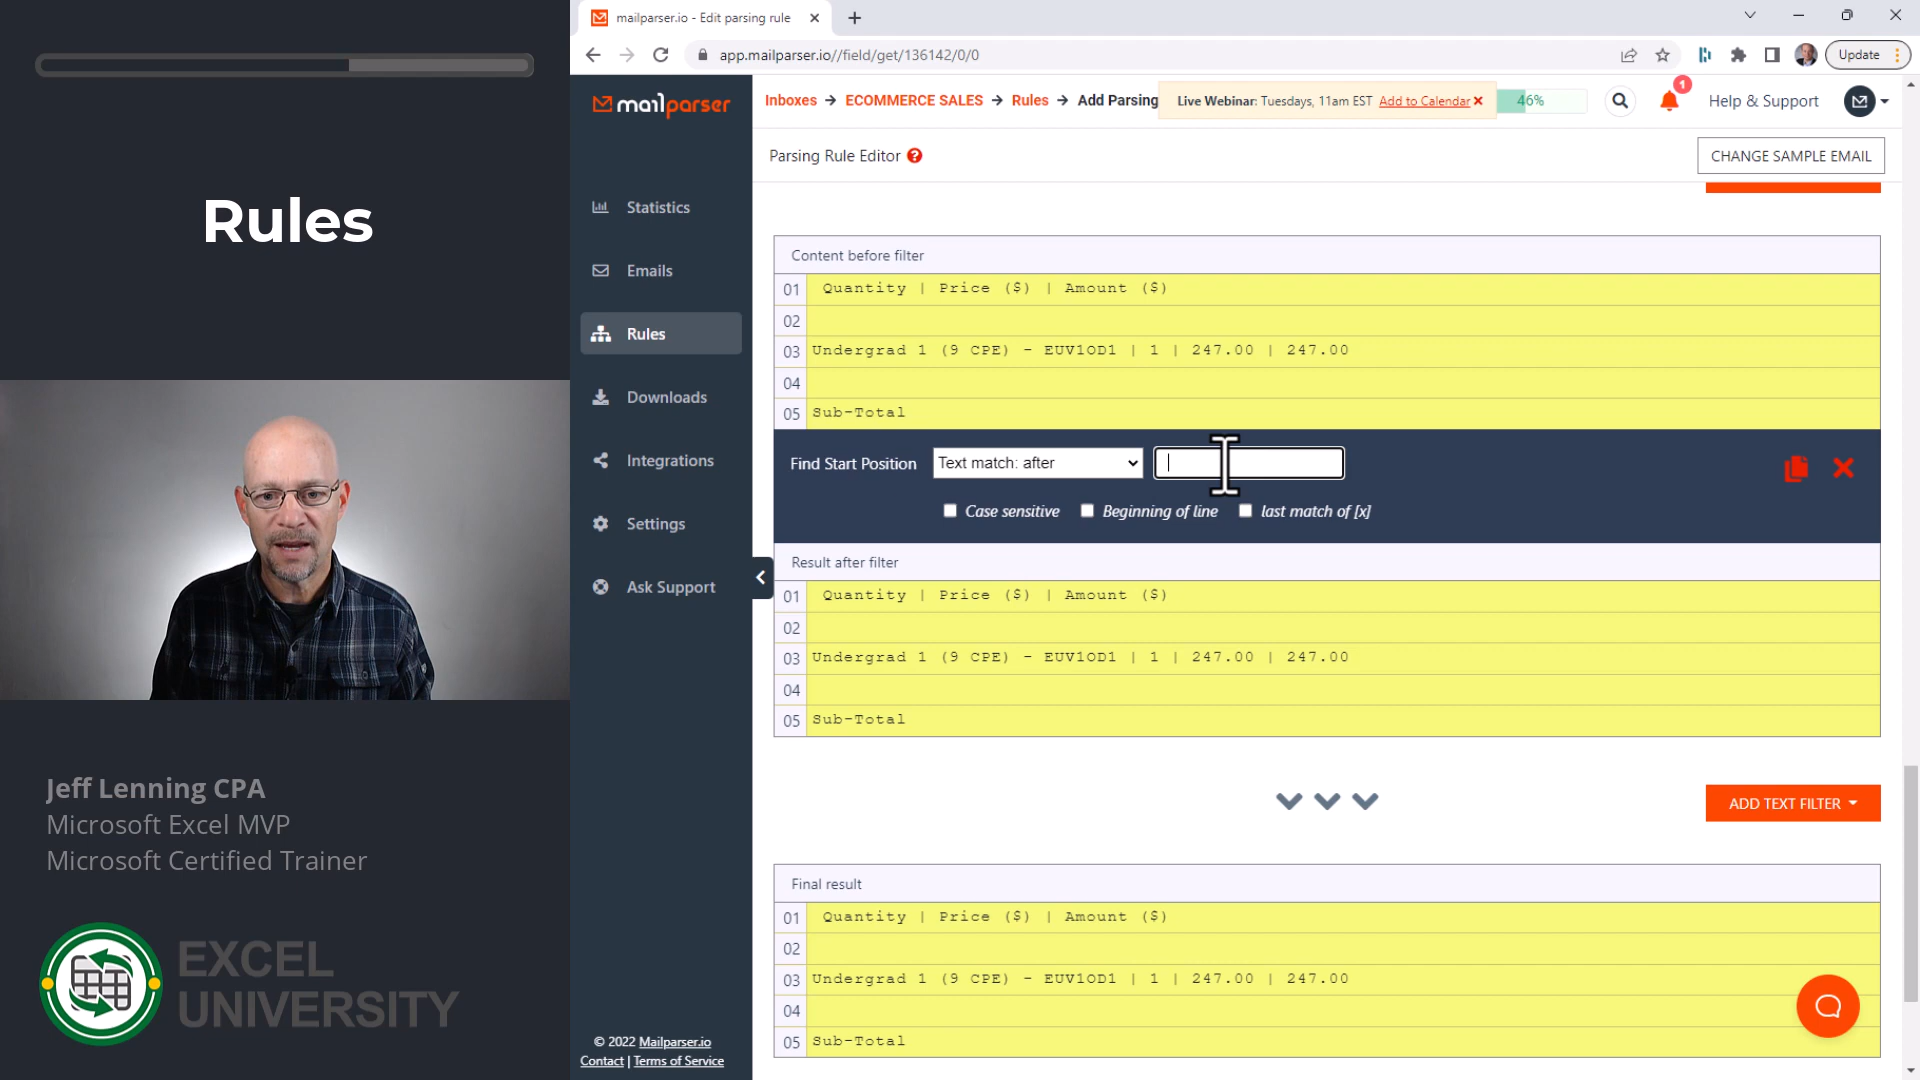 Rules
Jeff Lenning CPA
Microsoft Excel MVP
Microsoft Certified Trainer
EXCEL
UNIVERSITY
mailparser.io - Edit parsing rule
app.mailparser.io//field/get/136142/0/0
Update
mailparser
Statistics
Emails
Rules
Downloads
Integrations
Settings
Ask Support
© 2022 Mailparser.io
Contact | Terms of Service
Inboxes → ECOMMERCE SALES → Rules → Add Parsing
Live Webinar: Tuesdays, 11am EST Add to Calendar
46%
1
Help & Support
Parsing Rule Editor
CHANGE SAMPLE EMAIL
Content before filter
01 Quantity | Price ($) | Amount ($)
02
03 Undergrad 1 (9 CPE) - EUV1OD1 | 1 | 247.00 | 247.00
04
05 Sub-Total
Find Start Position Text match: after
Case sensitive Beginning of line last match of [x]
Result after filter
01 Quantity | Price ($) | Amount ($)
02
03 Undergrad 1 (9 CPE) - EUV1OD1 | 1 | 247.00 | 247.00
04
05 Sub-Total
ADD TEXT FILTER
Final result
01 Quantity | Price ($) | Amount ($)
02
03 Undergrad 1 (9 CPE) - EUV1OD1 | 1 | 247.00 | 247.00
04
05 Sub-Total